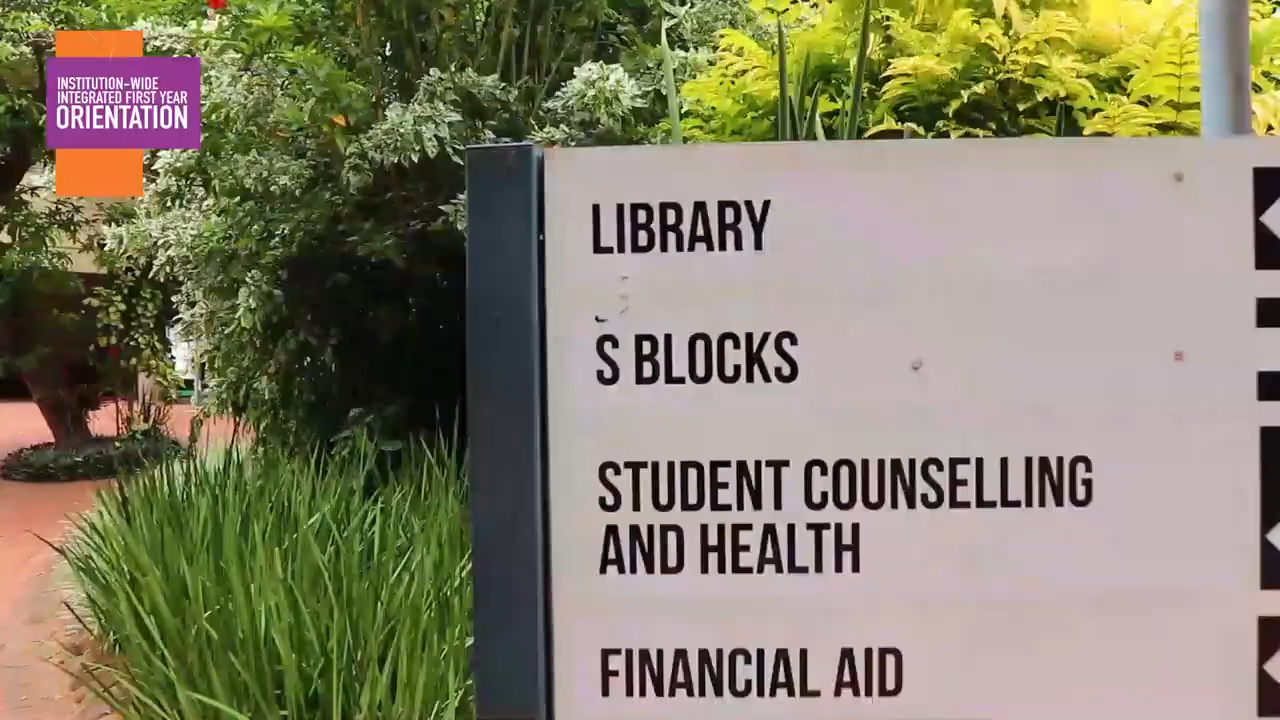 INSTITUTION-WIDE
INTEGRATED FIRST YEAR
ORIENTATION
LIBRARY
S BLOCKS
STUDENT COUNSELLING
AND HEALTH
FINANCIAL AID